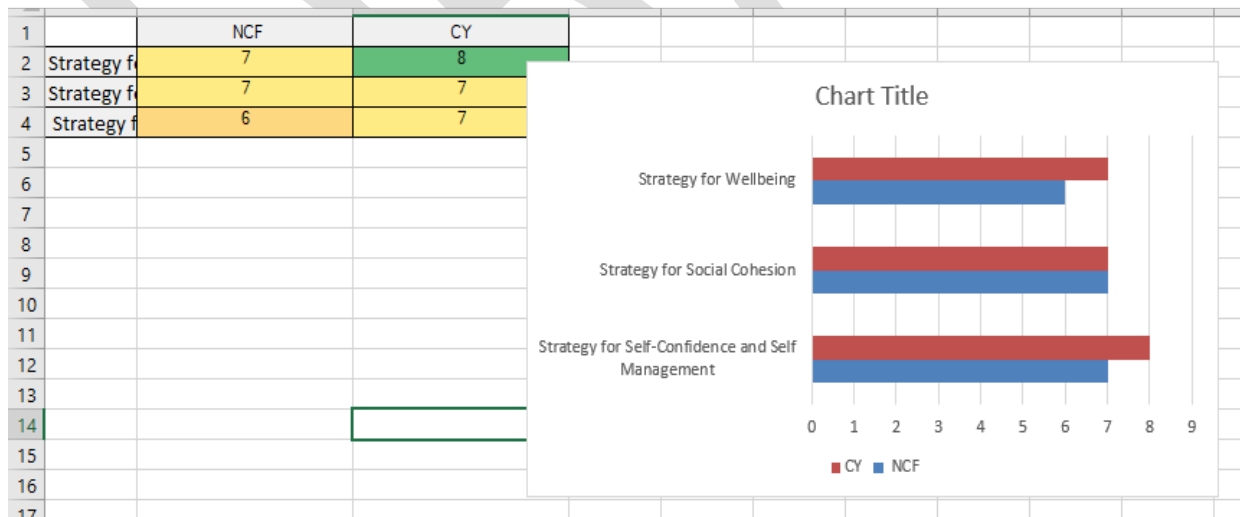 1 NCF CY
2 Strategy f 7 8
3 Strategy f 7 7
4 Strategy f 6 7
5
6
7
8
9
10
11
12
13
14
15
16
17
Chart Title
Strategy for Wellbeing
Strategy for Social Cohesion
Strategy for Self-Confidence and Self
Management
0 1 2 3 4 5 6 7 8 9
CY NCF